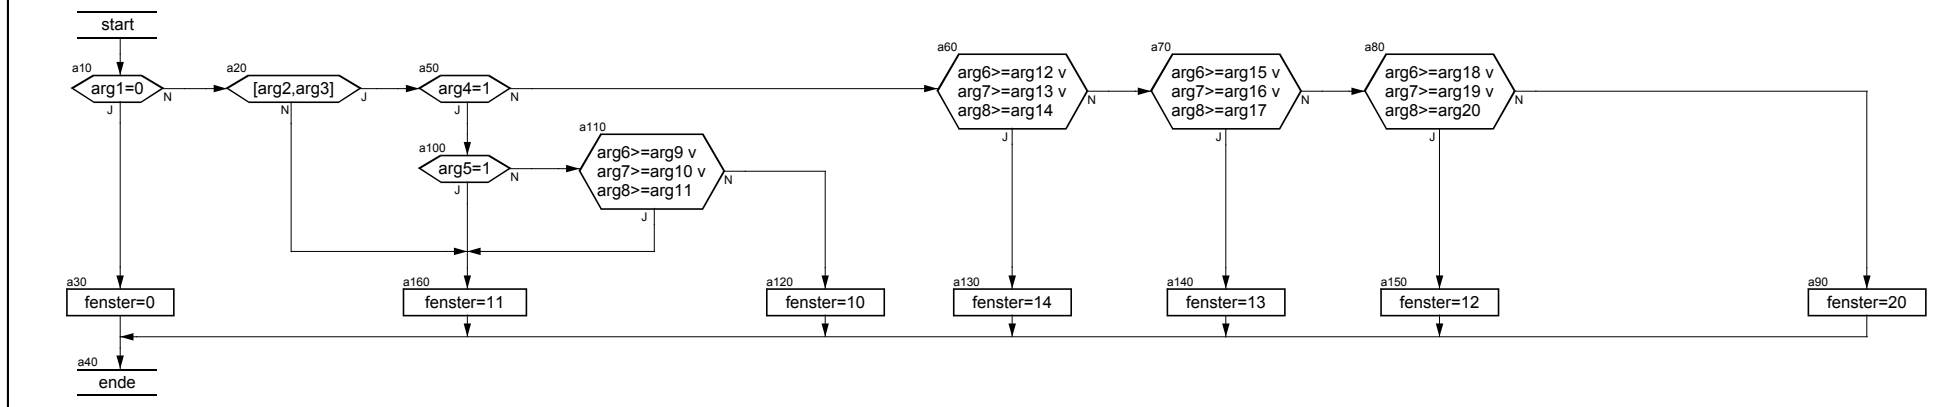 start
a10
arg1=0
N
J
a20
[arg2,arg3]
J
N
a50
arg4=1
N
J
a60
arg6>=arg12 v
arg7>=arg13 v
arg8>=arg14
N
J
a70
arg6>=arg15 v
arg7>=arg16 v
arg8>=arg17
N
J
a80
arg6>=arg18 v
arg7>=arg19 v
arg8>=arg20
N
J
a100
arg5=1
N
J
a110
arg6>=arg9 v
arg7>=arg10 v
arg8>=arg11
N
J
a30
fenster=0
a160
fenster=11
a120
fenster=10
a130
fenster=14
a140
fenster=13
a150
fenster=12
a90
fenster=20
a40
ende